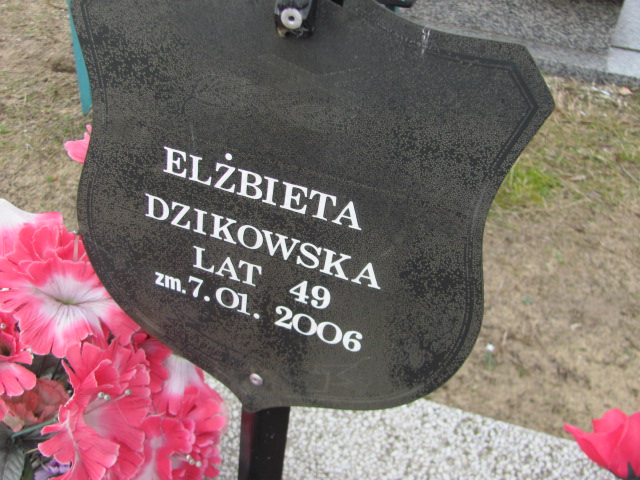 ELŻBIETA
DZIKOWSKA
LAT 49
zm. 7. 01. 2006